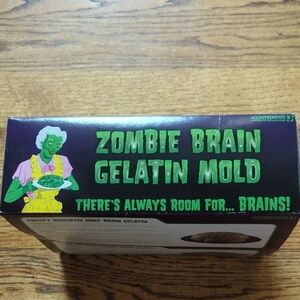 ACCOUTREMENTS
ZOMBIE BRAIN
GELATIN MOLD
THERE'S ALWAYS ROOM FOR... BRAINS!